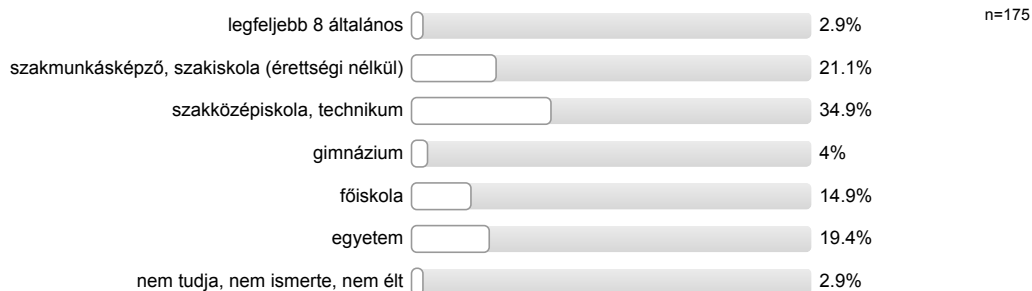 legfeljebb 8 általános 2.9% n=175
szakmunkásképző, szakiskola (érettségi nélkül) 21.1%
szakközépiskola, technikum 34.9%
gimnázium 4%
főiskola 14.9%
egyetem 19.4%
nem tudja, nem ismerte, nem élt 2.9%